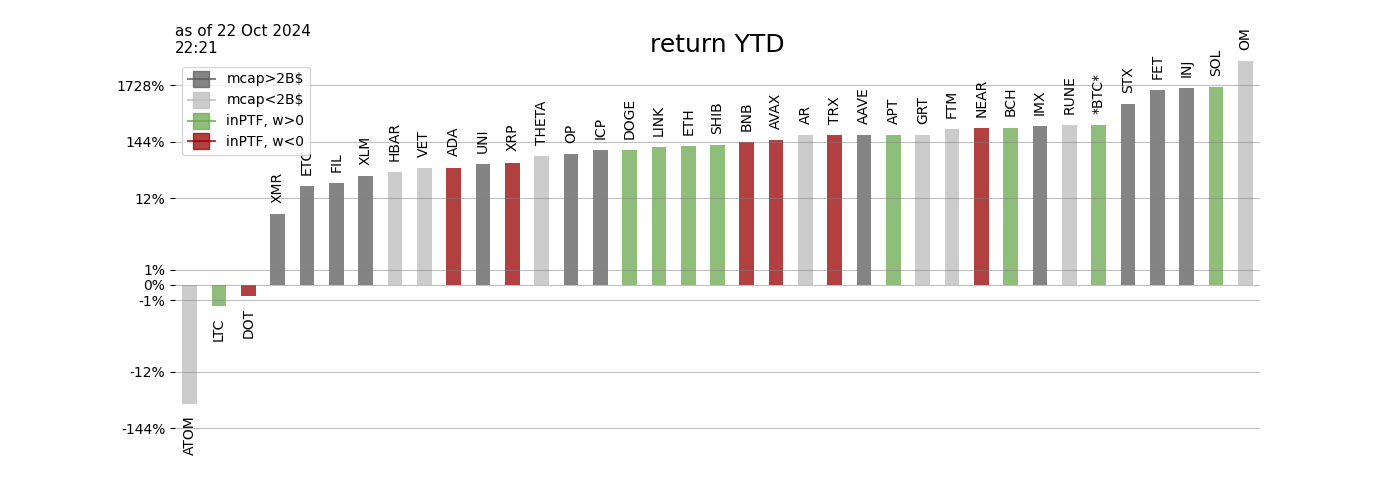 as of 22 Oct 2024
22:21
return YTD
mcap>2B$
mcap<2B$
inPTF, w>0
inPTF, w<0
1728%
144%
12%
1%
0%
-1%
-12%
-144%
ATOM
LTC
DOT
XMR
ETC
FIL
XLM
HBAR
VET
ADA
UNI
XRP
THETA
OP
ICP
DOGE
LINK
ETH
SHIB
BNB
AVAX
AR
TRX
AAVE
APT
GRT
FTM
NEAR
BCH
IMX
RUNE
*BTC*
STX
FET
INJ
SOL
OM